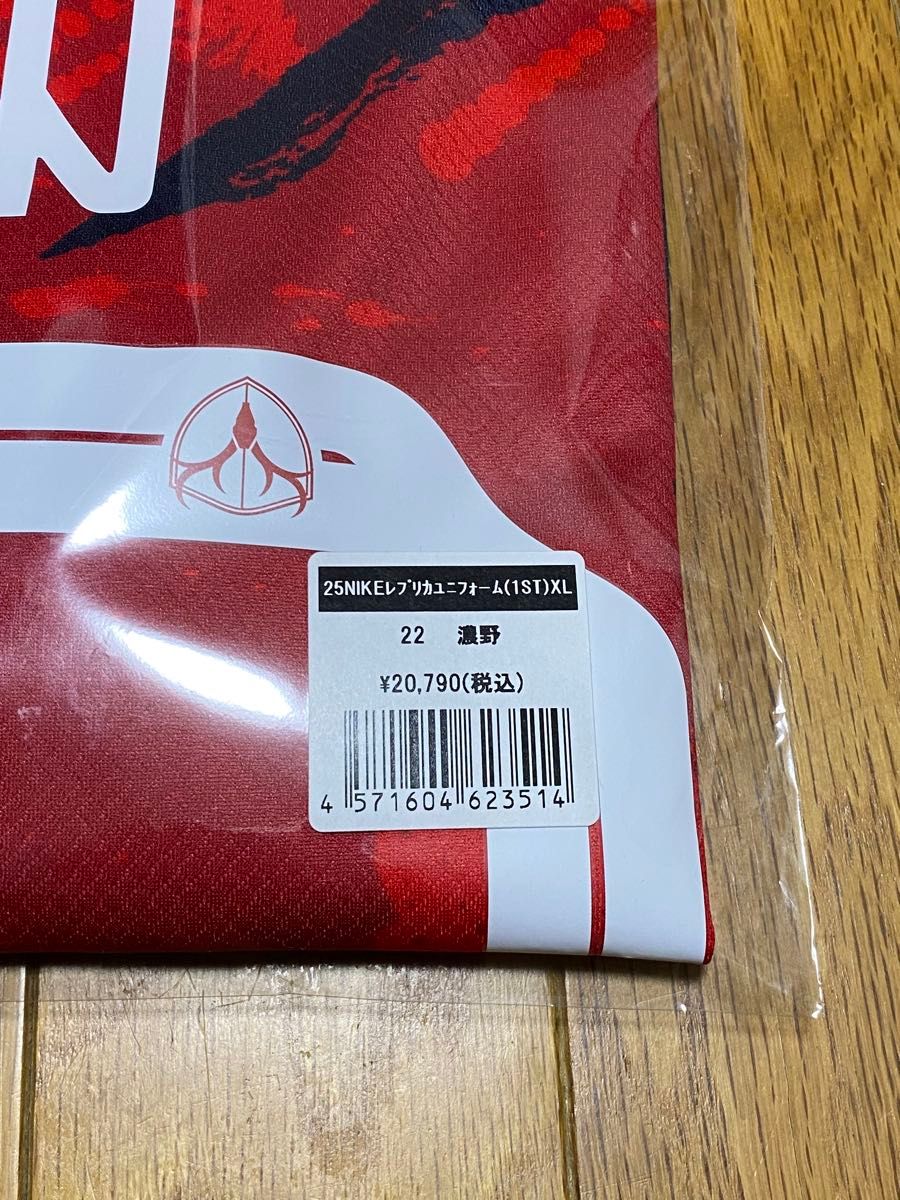 25NIKEﾚﾌﾟﾘｶﾕﾆﾌｫｰﾑ(1ST)XL
22 濃野
¥20,790(税込)
4 571604 623514